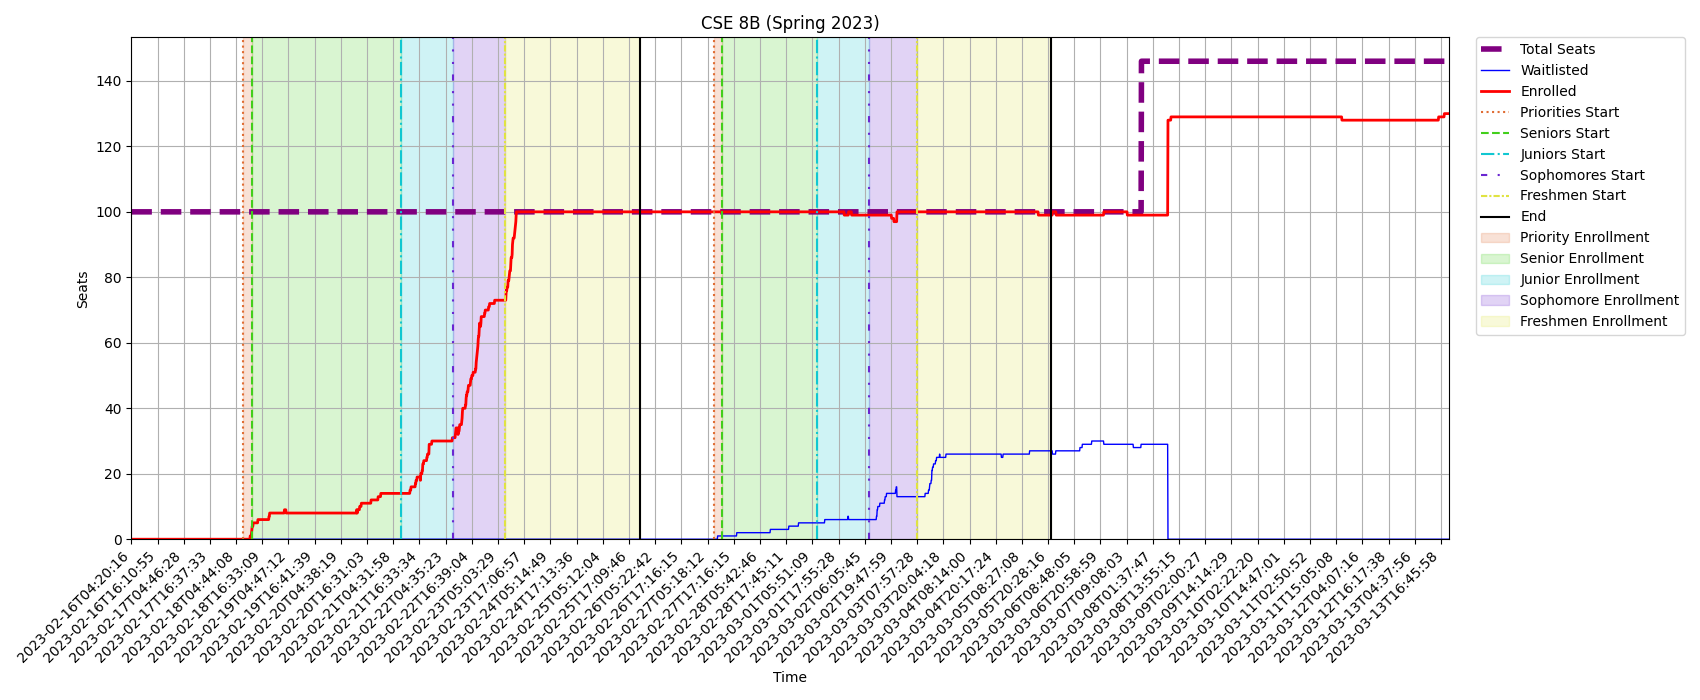 CSE 8B (Spring 2023)
Seats
140
120
100
80
60
40
20
0
2023-02-16T04:20:16
2023-02-16T16:10:55
2023-02-17T04:46:28
2023-02-17T16:37:33
2023-02-18T04:44:08
2023-02-18T16:33:09
2023-02-19T04:47:12
2023-02-19T16:41:39
2023-02-20T04:38:19
2023-02-20T16:31:03
2023-02-21T04:31:58
2023-02-21T16:33:34
2023-02-22T04:35:23
2023-02-22T16:39:04
2023-02-23T05:03:29
2023-02-23T17:06:57
2023-02-24T05:14:49
2023-02-24T17:13:36
2023-02-25T05:12:04
2023-02-25T17:09:46
2023-02-26T05:22:42
2023-02-26T17:16:15
2023-02-27T05:18:12
2023-02-27T17:16:15
2023-02-28T05:42:46
2023-02-28T17:45:11
2023-03-01T05:51:09
2023-03-01T17:55:28
2023-03-02T06:05:45
2023-03-02T19:47:59
2023-03-03T07:57:28
2023-03-03T20:04:18
2023-03-04T08:14:00
2023-03-04T20:17:24
2023-03-05T08:27:08
2023-03-05T20:28:16
2023-03-06T08:48:05
2023-03-06T20:58:59
2023-03-07T09:08:03
2023-03-08T01:37:47
2023-03-08T13:55:15
2023-03-09T02:00:27
2023-03-09T14:14:29
2023-03-10T02:22:20
2023-03-10T14:47:01
2023-03-11T02:50:52
2023-03-11T15:05:08
2023-03-12T04:07:16
2023-03-12T16:17:38
2023-03-13T04:37:56
2023-03-13T16:45:58
Time
Total Seats
Waitlisted
Enrolled
Priorities Start
Seniors Start
Juniors Start
Sophomores Start
Freshmen Start
End
Priority Enrollment
Senior Enrollment
Junior Enrollment
Sophomore Enrollment
Freshmen Enrollment